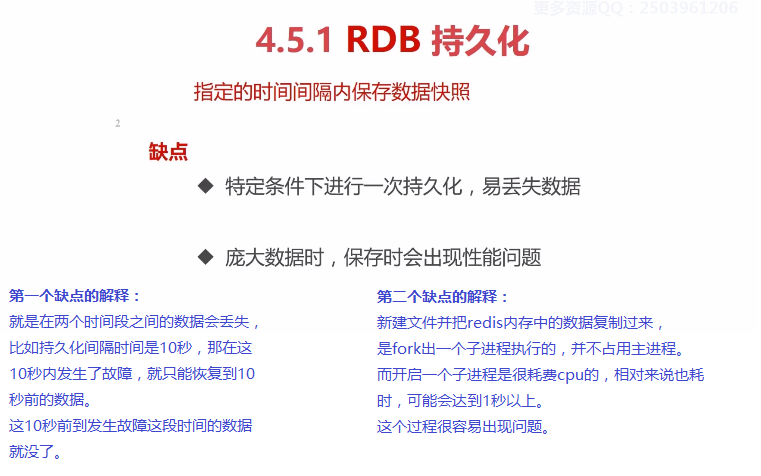 更多资源QQ：2503961206
4.5.1 RDB 持久化
指定的时间间隔内保存数据快照
2
缺点
◆ 特定条件下进行一次持久化，易丢失数据
◆ 庞大数据时，保存时会出现性能问题
第一个缺点的解释：
就是在两个时间段之间的数据会丢失，
比如持久化间隔时间是10秒，那在这
10秒内发生了故障，就只能恢复到10
秒前的数据。
这10秒前到发生故障这段时间的数据
就没了。
第二个缺点的解释：
新建文件并把redis内存中的数据复制过来，
是fork出一个子进程执行的，并不占用主进程。
而开启一个子进程是很耗费cpu的，相对来说也耗
时，可能会达到1秒以上。
这个过程很容易出现问题。